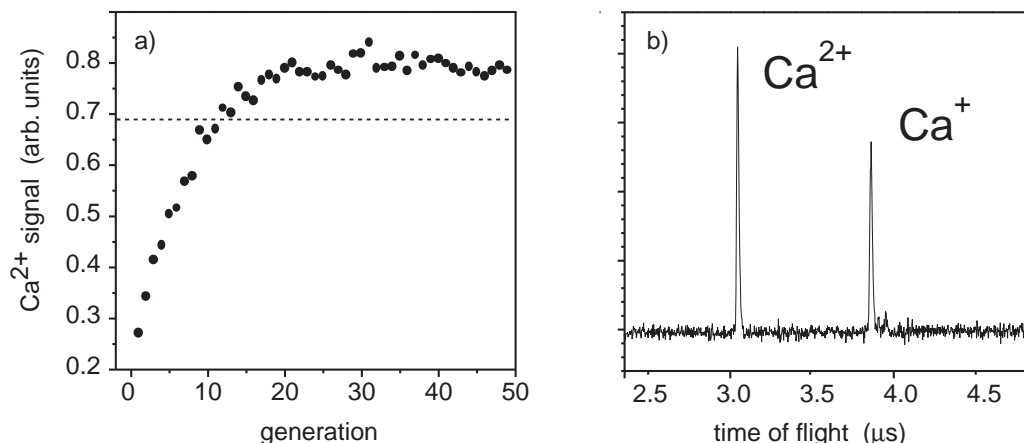 a)
Ca2+ signal (arb. units)
0.8
0.7
0.6
0.5
0.4
0.3
0.2
0 10 20 30 40 50
generation
b)
Ca2+
Ca+
2.5 3.0 3.5 4.0 4.5
time of flight (μs)